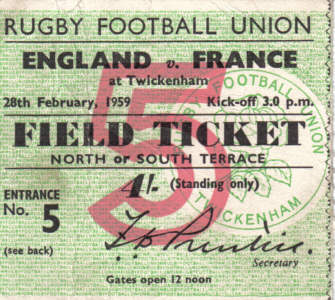 RUGBY FOOTBALL UNION
ENGLAND v. FRANCE
at Twickenham
28th February, 1959 Kick-off 3.0 p.m.
FIELD TICKET
NORTH or SOUTH TERRACE
ENTRANCE
No. 5
(see back)
4/- (Standing only)
Secretary
Gates open 12 noon
5
RUGBY FOOTBALL UNION
TWICKENHAM